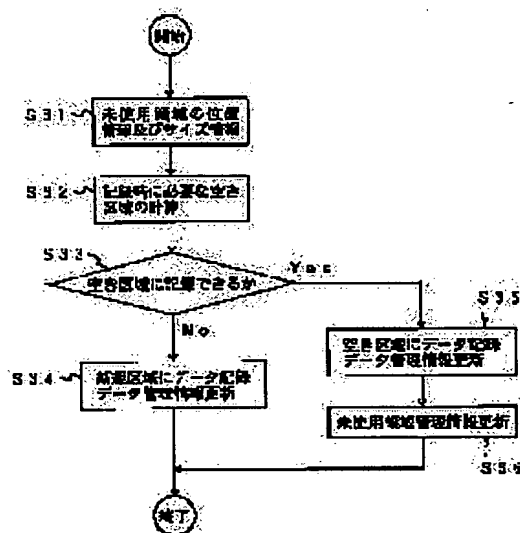 開始
S31
未使用領域の位置
情報及びサイズ情報
S32
記録時に必要な空き
区域の計算
S33
空き区域に記録できるか
Yes
No
S35
空き区域にデータ記録
データ管理情報更新
S34
区域にデータ記録
データ管理情報更新
未使用領域管理情報更新
S36
終了